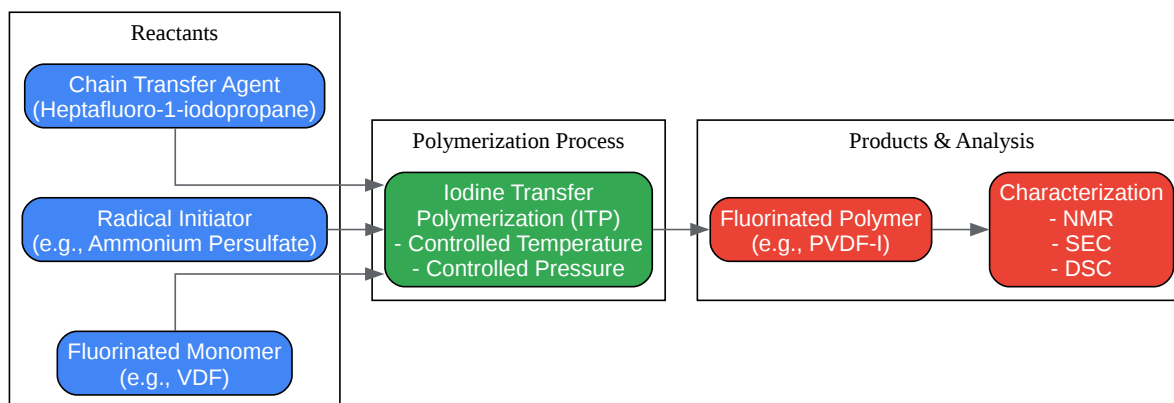 Reactants
Chain Transfer Agent
(Heptafluoro-1-iodopropane)
Radical Initiator
(e.g., Ammonium Persulfate)
Fluorinated Monomer
(e.g., VDF)
Polymerization Process
Iodine Transfer
Polymerization (ITP)
- Controlled Temperature
- Controlled Pressure
Products & Analysis
Fluorinated Polymer
(e.g., PVDF-I)
Characterization
- NMR
- SEC
- DSC